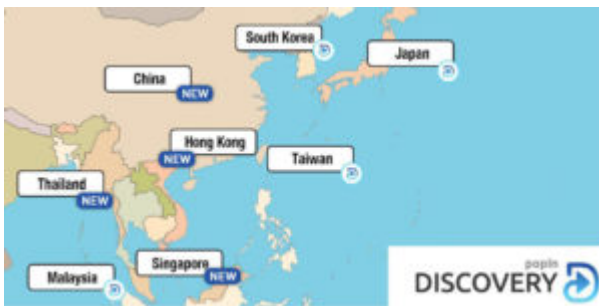 South Korea
Japan
China
NEW
Hong Kong
NEW
Taiwan
Thailand
NEW
Singapore
NEW
Malaysia
popIn
DISCOVERY